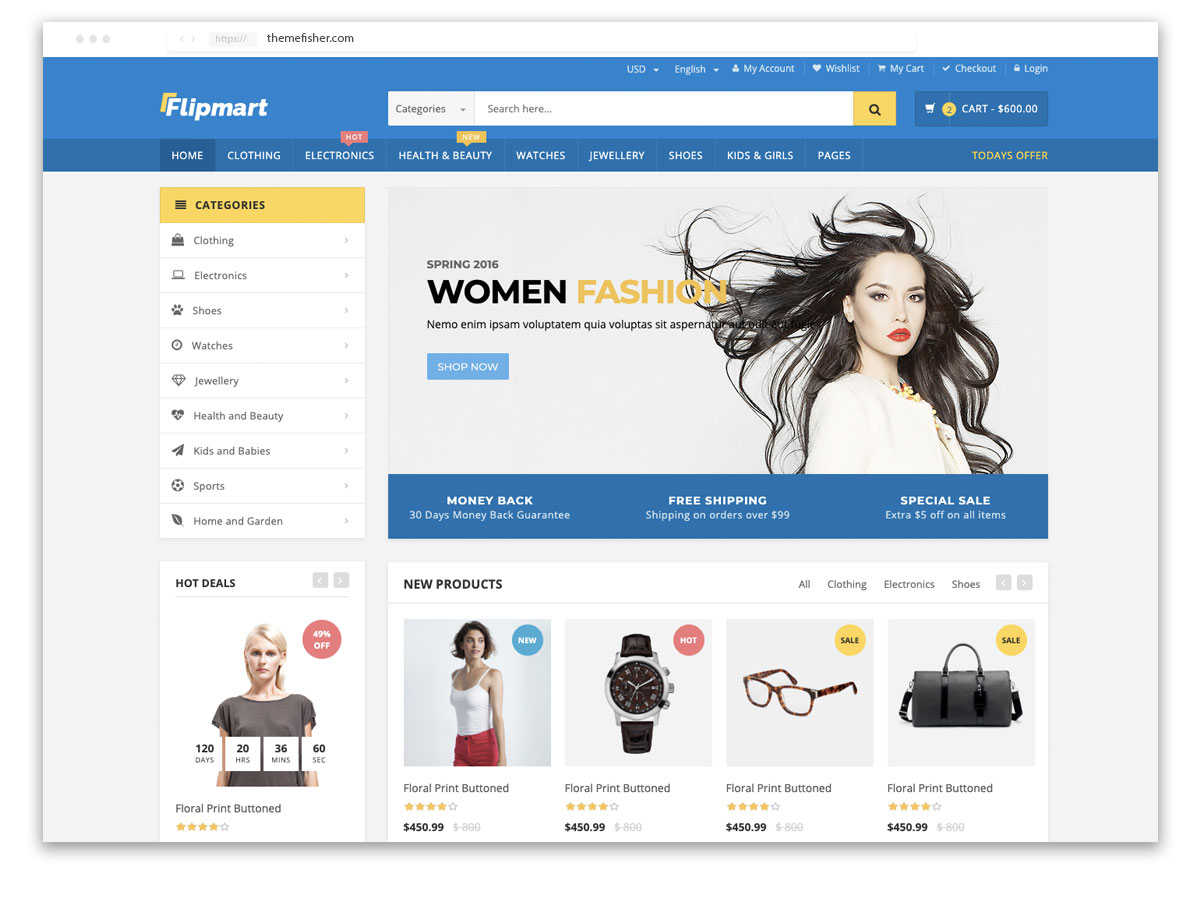 https:// themefisher.com
USD English My Account Wishlist My Cart Checkout Login
Flipmart
Categories Search here... 2 CART - $600.00
HOT NEW
HOME CLOTHING ELECTRONICS HEALTH & BEAUTY WATCHES JEWELLERY SHOES KIDS & GIRLS PAGES TODAYS OFFER
CATEGORIES
Clothing
Electronics
Shoes
Watches
Jewellery
Health and Beauty
Kids and Babies
Sports
Home and Garden
SPRING 2016
WOMEN FASHION
Nemo enim ipsam voluptatem quia voluptas sit aspernatur aut odit aut fugit
SHOP NOW
MONEY BACK
30 Days Money Back Guarantee
FREE SHIPPING
Shipping on orders over $99
SPECIAL SALE
Extra $5 off on all items
HOT DEALS
49%
OFF
120 20 36 60
DAYS HRS MINS SEC
Floral Print Buttoned
NEW PRODUCTS All Clothing Electronics Shoes
NEW HOT SALE SALE
Floral Print Buttoned Floral Print Buttoned Floral Print Buttoned Floral Print Buttoned
$450.99 $ 800 $450.99 $ 800 $450.99 $ 800 $450.99 $ 800